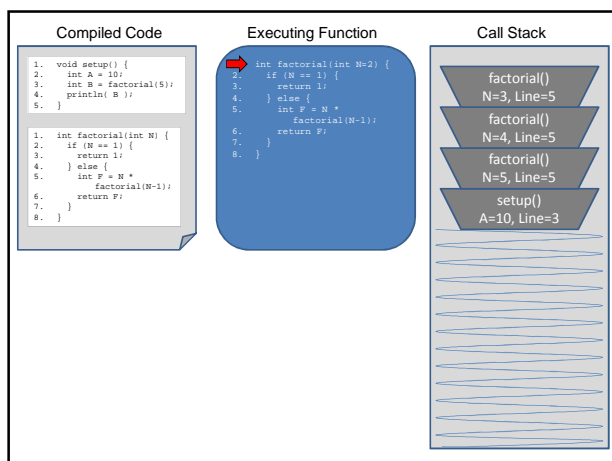 Compiled Code
1. void setup() {
2. int A = 10;
3. int B = factorial(5);
4. println( B );
5. }
1. int factorial(int N) {
2. if (N == 1) {
3. return 1;
4. } else {
5. int F = N *
factorial(N-1);
6. return F;
7. }
8. }
Executing Function
int factorial(int N=2) {
2. if (N == 1) {
3. return 1;
4. } else {
5. int F = N *
factorial(N-1);
6. return F;
7. }
8. }
Call Stack
factorial()
N=3, Line=5
factorial()
N=4, Line=5
factorial()
N=5, Line=5
setup()
A=10, Line=3